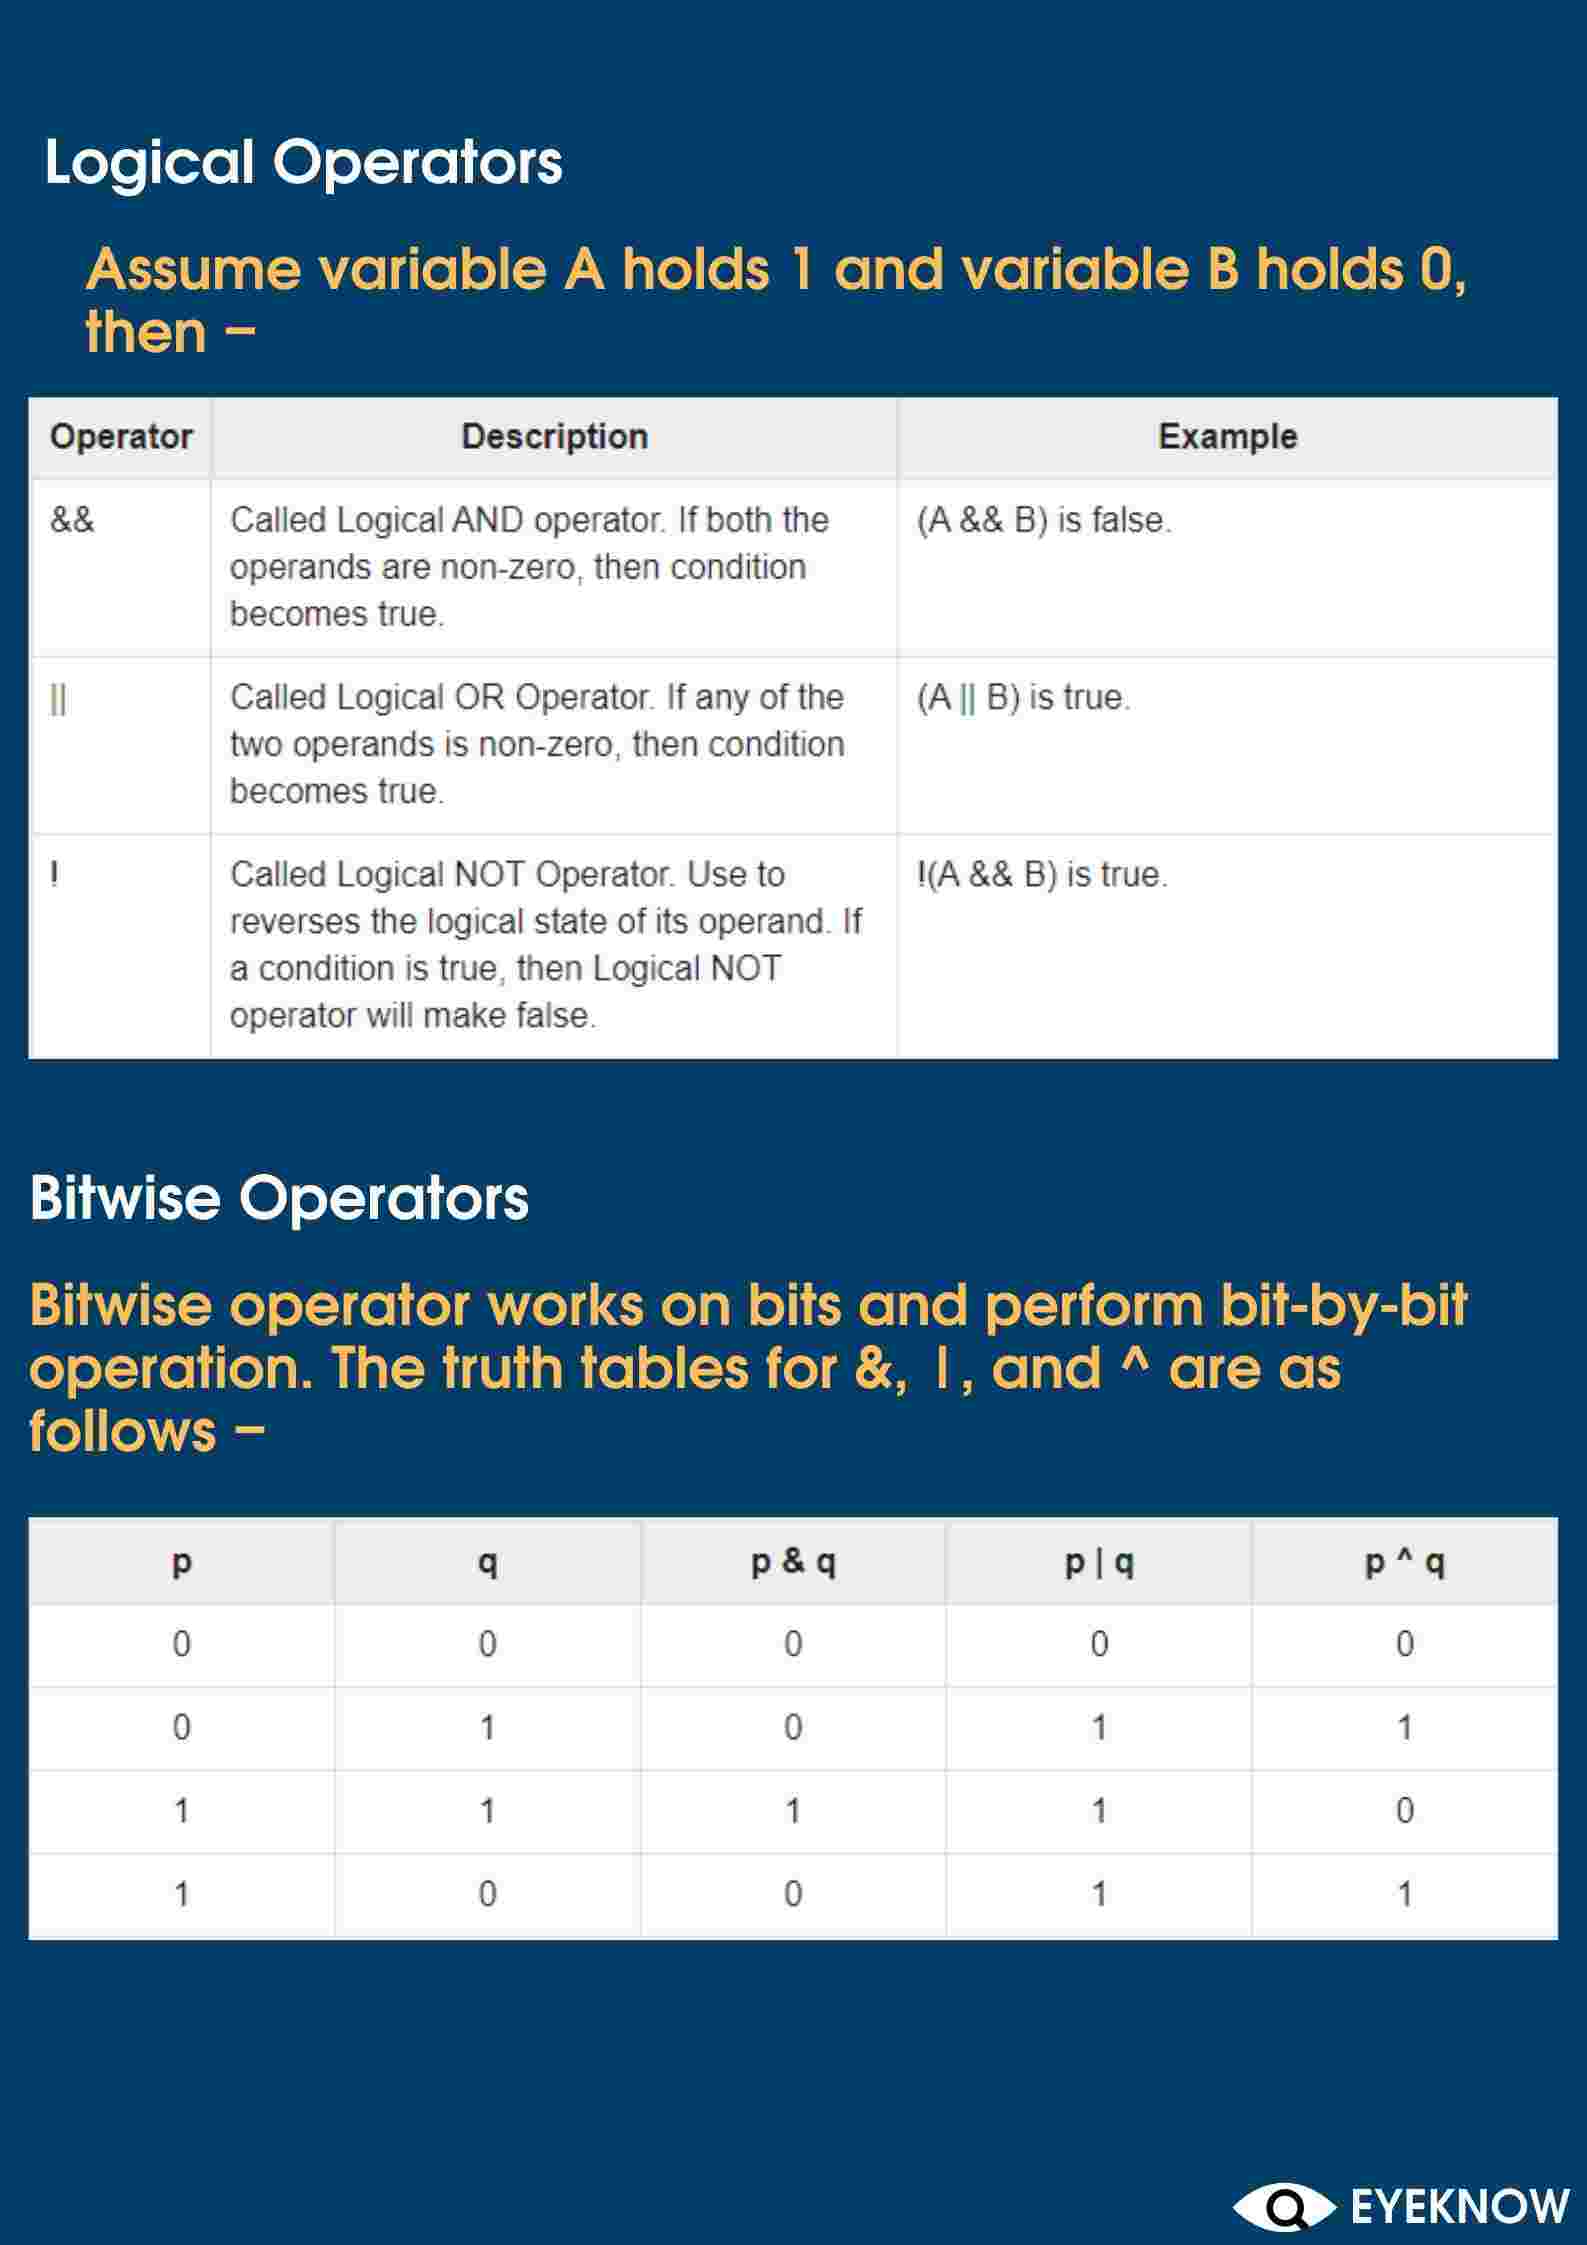 Logical Operators
Assume variable A holds 1 and variable B holds 0,
then –
Operator Description Example
&& Called Logical AND operator. If both the (A && B) is false.
operands are non-zero, then condition
becomes true.
|| Called Logical OR Operator. If any of the (A || B) is true.
two operands is non-zero, then condition
becomes true.
! Called Logical NOT Operator. Use to !(A && B) is true.
reverses the logical state of its operand. If
a condition is true, then Logical NOT
operator will make false.
Bitwise Operators
Bitwise operator works on bits and perform bit-by-bit
operation. The truth tables for &, |, and ^ are as
follows –
p q p & q p | q p ^ q
0 0 0 0 0
0 1 0 1 1
1 1 1 1 0
1 0 0 1 1
EYEKNOW